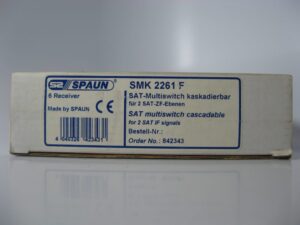 SPAUN
6 Receiver
Made by SPAUN
CE
SMK 2261 F
SAT-Multiswitch kaskadierbar
für 2 SAT-ZF-Ebenen
SAT multiswitch cascadable
for 2 SAT IF signals
Bestell-Nr.:
Order No.: 842343